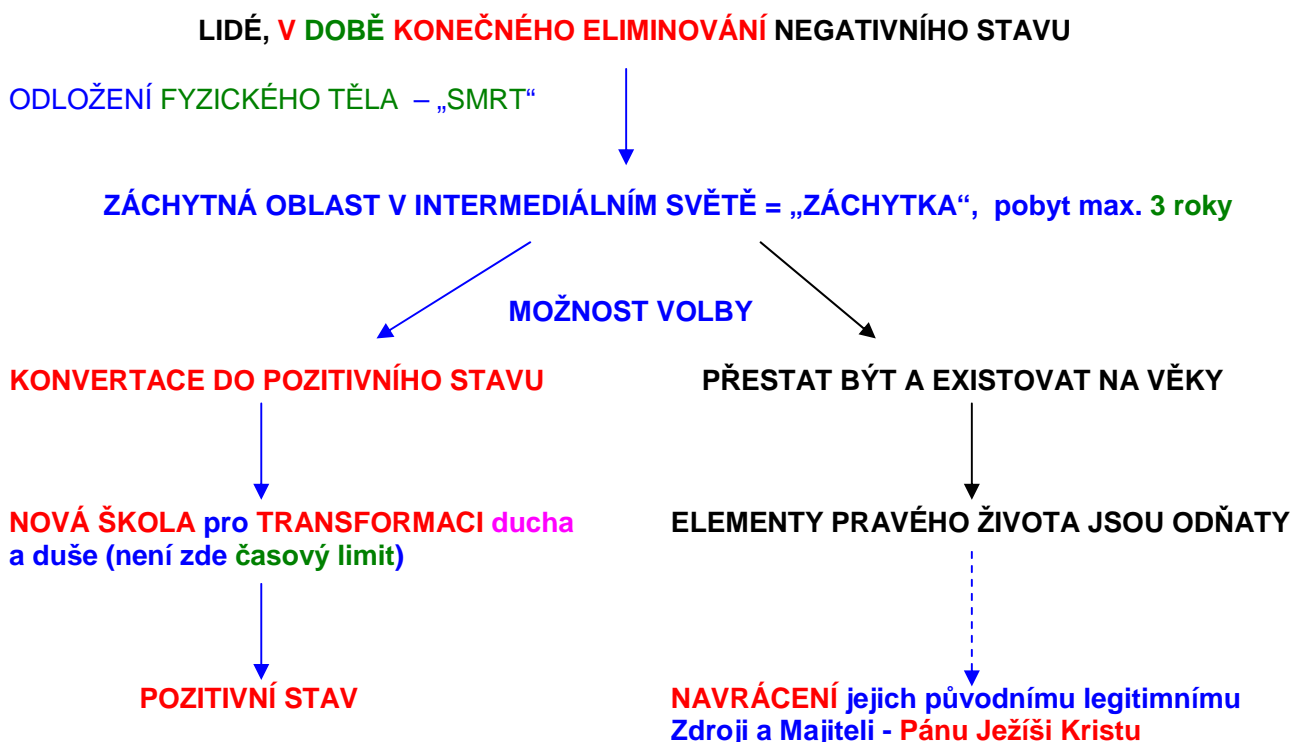 LIDÉ, V DOBĚ KONEČNÉHO ELIMINOVÁNÍ NEGATIVNÍHO STAVU
ODLOŽENÍ FYZICKÉHO TĚLA – „SMRT“
ZÁCHYTNÁ OBLAST V INTERMEDIÁLNÍM SVĚTĚ = „ZÁCHYTKA“, pobyt max. 3 roky
MOŽNOST VOLBY
KONVERTACE DO POZITIVNÍHO STAVU
PŘESTAT BÝT A EXISTOVAT NA VĚKY
NOVÁ ŠKOLA pro TRANSFORMACI ducha
a duše (není zde časový limit)
ELEMENTY PRAVÉHO ŽIVOTA JSOU ODŇATY
POZITIVNÍ STAV
NAVRÁCENÍ jejich původnímu legitimnímu
Zdroji a Majiteli - Pánu Ježíši Kristu